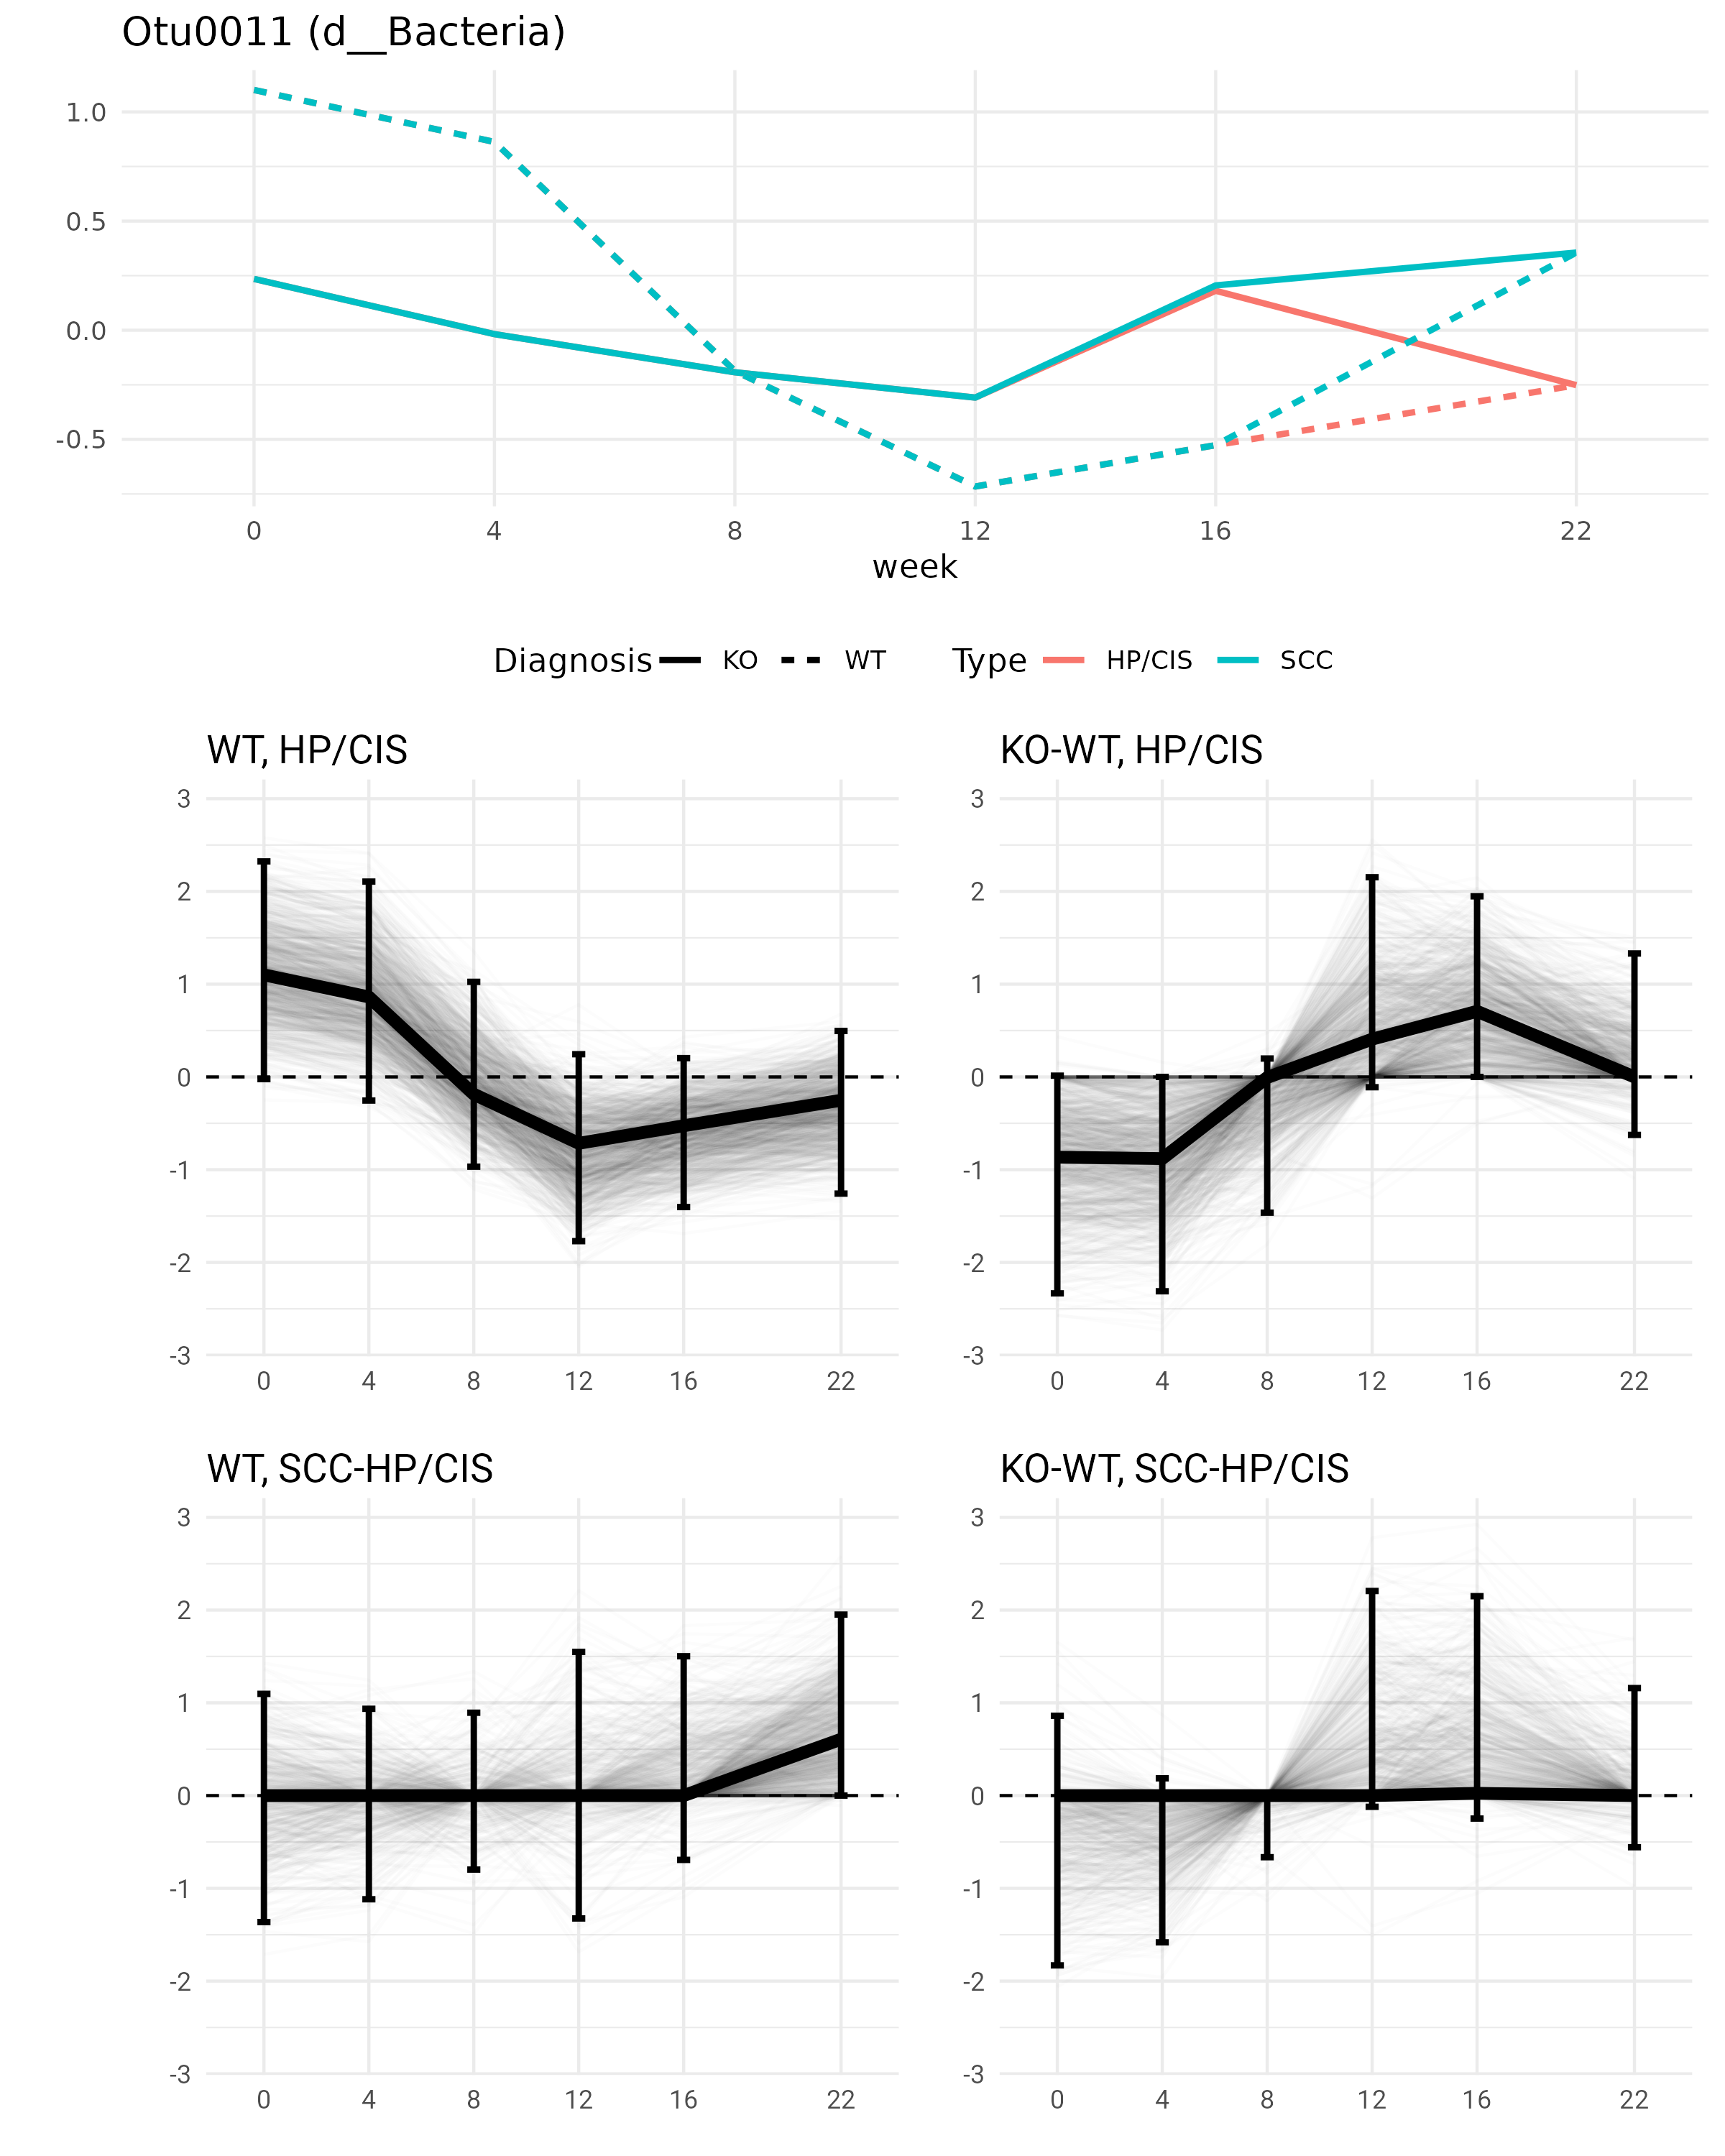 Otu0011 (d__Bacteria)
1.0
0.5
0.0
-0.5
0 4 8 12 16 22
week
Diagnosis KO WT Type HP/CIS SCC
WT, HP/CIS
3
2
1
0
-1
-2
-3
0 4 8 12 16 22
KO-WT, HP/CIS
3
2
1
0
-1
-2
-3
0 4 8 12 16 22
WT, SCC-HP/CIS
3
2
1
0
-1
-2
-3
0 4 8 12 16 22
KO-WT, SCC-HP/CIS
3
2
1
0
-1
-2
-3
0 4 8 12 16 22